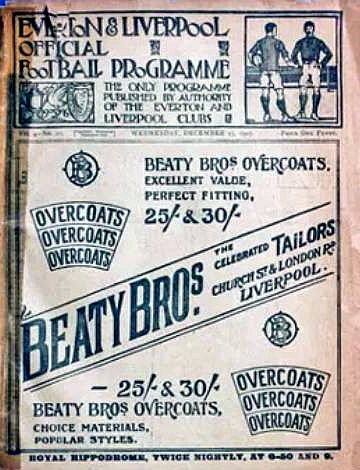 EVERTON & LIVERPOOL
OFFICIAL
FOOTBALL PROGRAMME
THE ONLY PROGRAMME
PUBLISHED BY AUTHORITY
OF THE EVERTON AND
LIVERPOOL CLUBS
WEDNESDAY, DECEMBER
PRICE ONE PENNY.
BEATY BROS OVERCOATS.
EXCELLENT VALUE,
PERFECT FITTING,
25/- & 30/-
OVERCOATS
OVERCOATS
OVERCOATS
BEATY BROS.
THE
CELEBRATED TAILORS
CHURCH ST & LONDON RD
LIVERPOOL.
- 25/- & 30/-
BEATY BROS OVERCOATS,
CHOICE MATERIALS,
POPULAR STYLES.
OVERCOATS
OVERCOATS
OVERCOATS
ROYAL HIPPODROME, TWICE NIGHTLY, AT 6-50 AND 9.